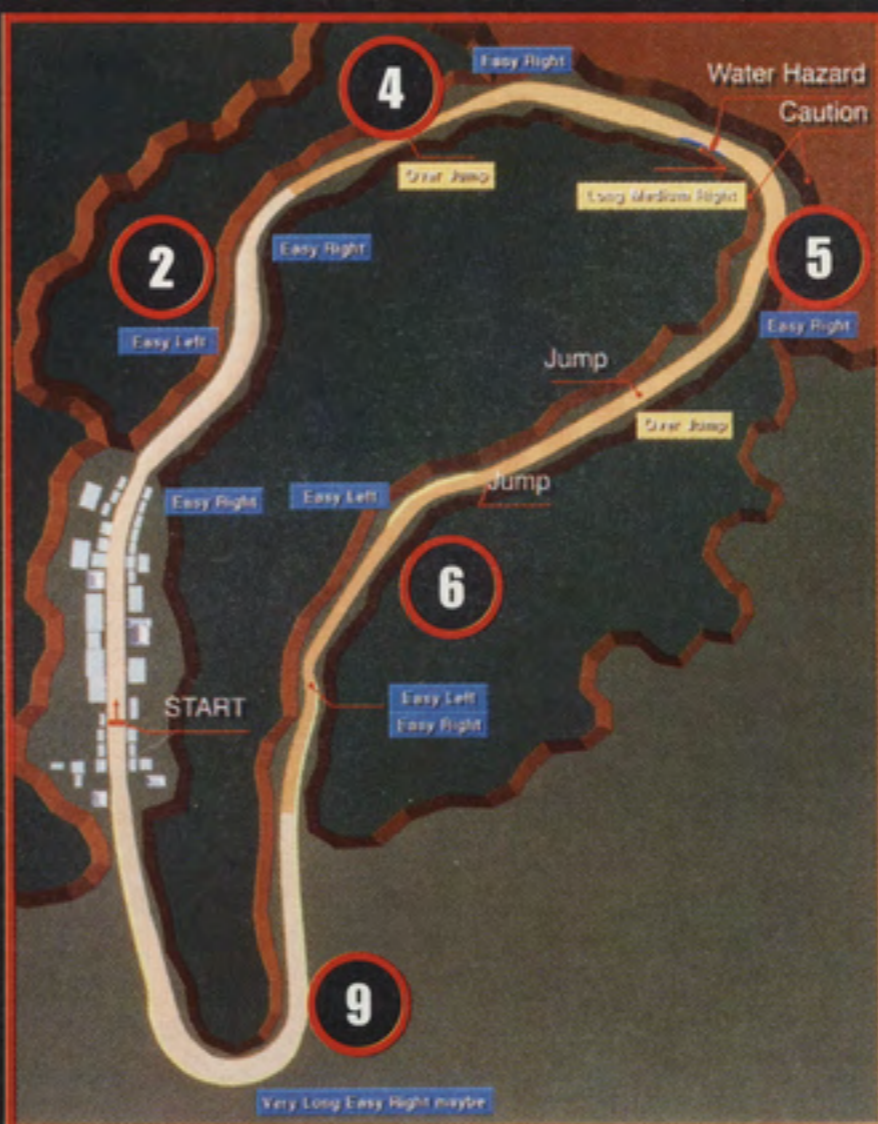 4
Easy Right
Water Hazard
Caution
Over Jump
Long Medium Right
2
Easy Right
5
Easy Left
Easy Right
Jump
Over Jump
Easy Right
Easy Left
Jump
6
START
Easy Left
Easy Right
9
Very Long Easy Right maybe